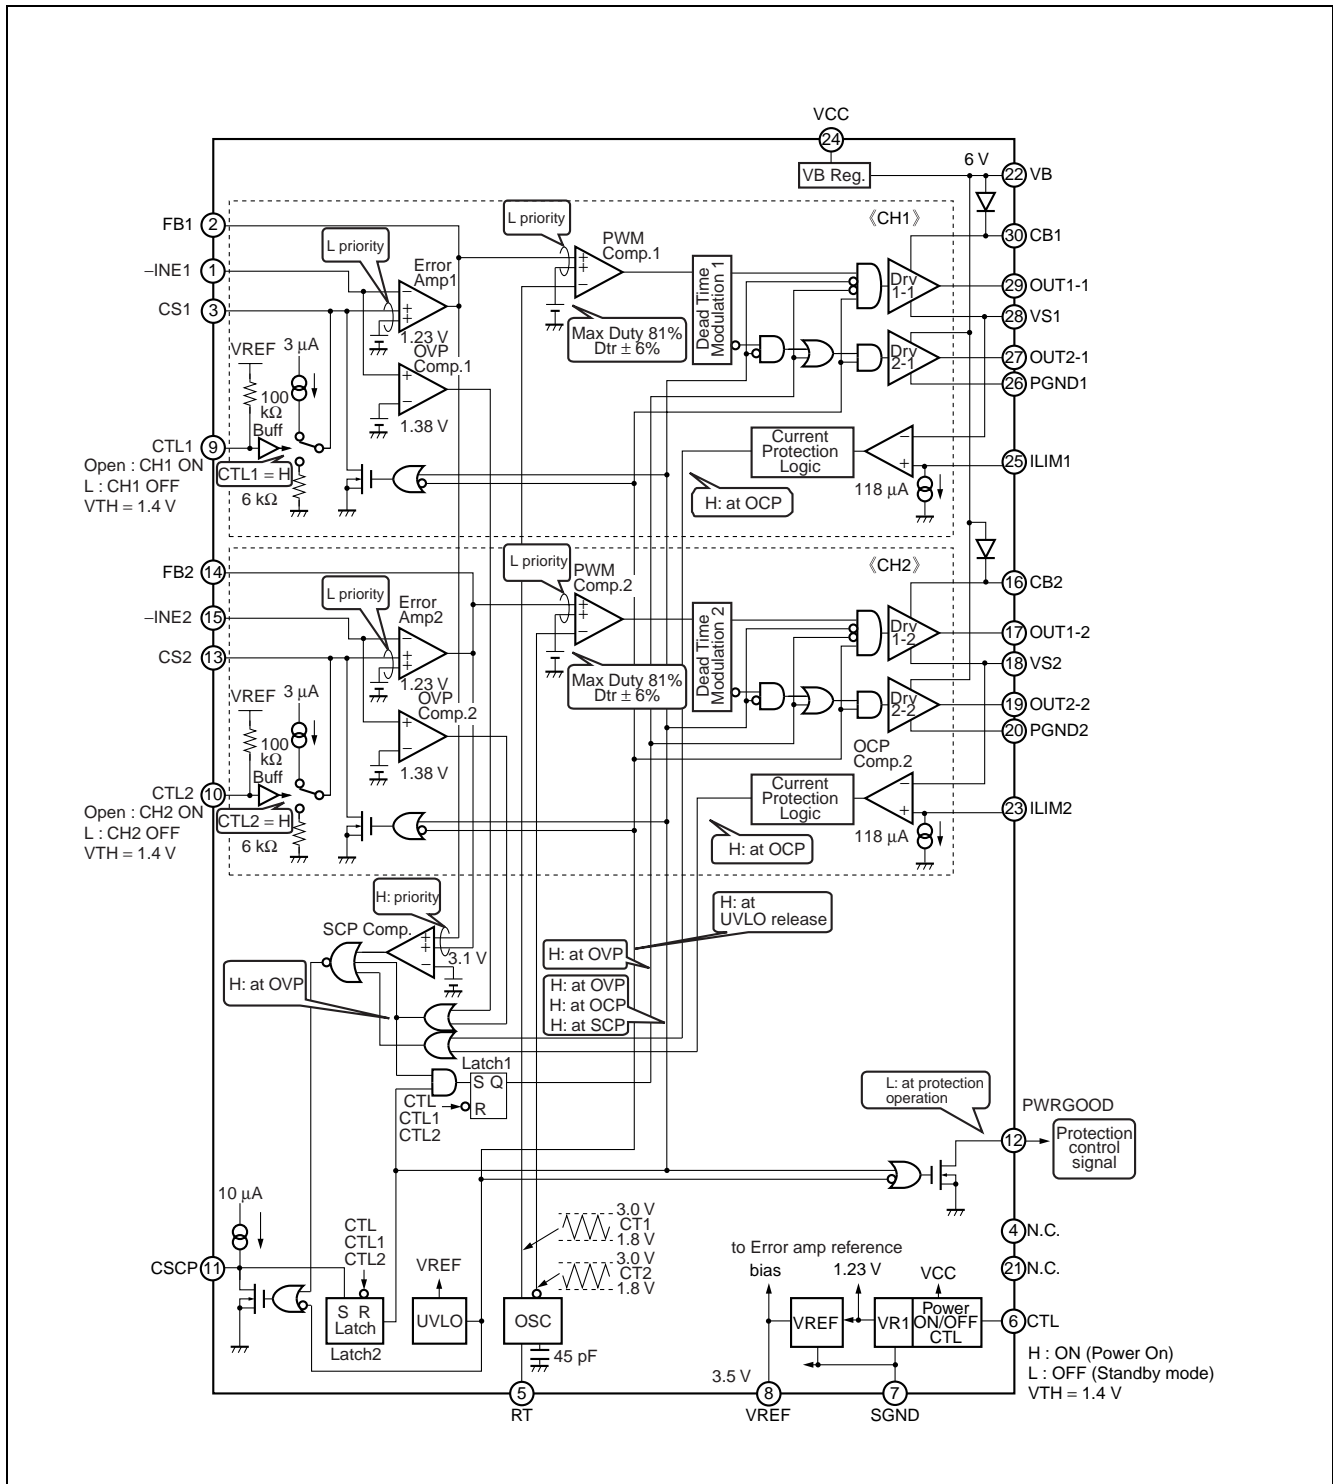 VCC
24
6 V
VB Reg.
22 VB
FB1 2
L priority
《CH1》
L priority
PWM
Comp.1
30 CB1
–INE1 1
Error
Amp1
Dead Time
Modulation 1
Drv
1-1
29 OUT1-1
CS1 3
28 VS1
1.23 V
Max Duty 81%
Dtr ± 6%
VREF
3 µA
OVP
Comp.1
Drv
2-1
27 OUT2-1
26 PGND1
100
kΩ
1.38 V
Buff
CTL1 9
Open : CH1 ON
L : CH1 OFF
VTH = 1.4 V
CTL1 = H
6 kΩ
Current
Protection
Logic
25 ILIM1
118 µA
H: at OCP
FB2 14
L priority
《CH2》
L priority
PWM
Comp.2
16 CB2
–INE2 15
Error
Amp2
Dead Time
Modulation 2
Drv
1-2
17 OUT1-2
CS2 13
18 VS2
1.23 V
Max Duty 81%
Dtr ± 6%
VREF
3 µA
OVP
Comp.2
Drv
2-2
19 OUT2-2
20 PGND2
100
kΩ
1.38 V
OCP
Comp.2
Buff
CTL2 10
Open : CH2 ON
L : CH2 OFF
VTH = 1.4 V
CTL2 = H
6 kΩ
Current
Protection
Logic
23 ILIM2
118 µA
H: at OCP
H: priority
H: at
UVLO release
SCP Comp.
3.1 V
H: at OVP
H: at OVP
H: at OVP
H: at OCP
H: at SCP
Latch1
S Q
R
CTL
CTL1
CTL2
L: at protection
operation
PWRGOOD
12
Protection
control
signal
10 µA
CTL
CTL1
CTL2
3.0 V
CT1
1.8 V
3.0 V
CT2
1.8 V
4 N.C.
21 N.C.
CSCP 11
VREF
to Error amp reference
bias
1.23 V
VCC
S R
Latch
Latch2
UVLO
OSC
VREF
VR1
Power
ON/OFF
CTL
6 CTL
H : ON (Power On)
L : OFF (Standby mode)
VTH = 1.4 V
45 pF
3.5 V
5
RT
8
VREF
7
SGND